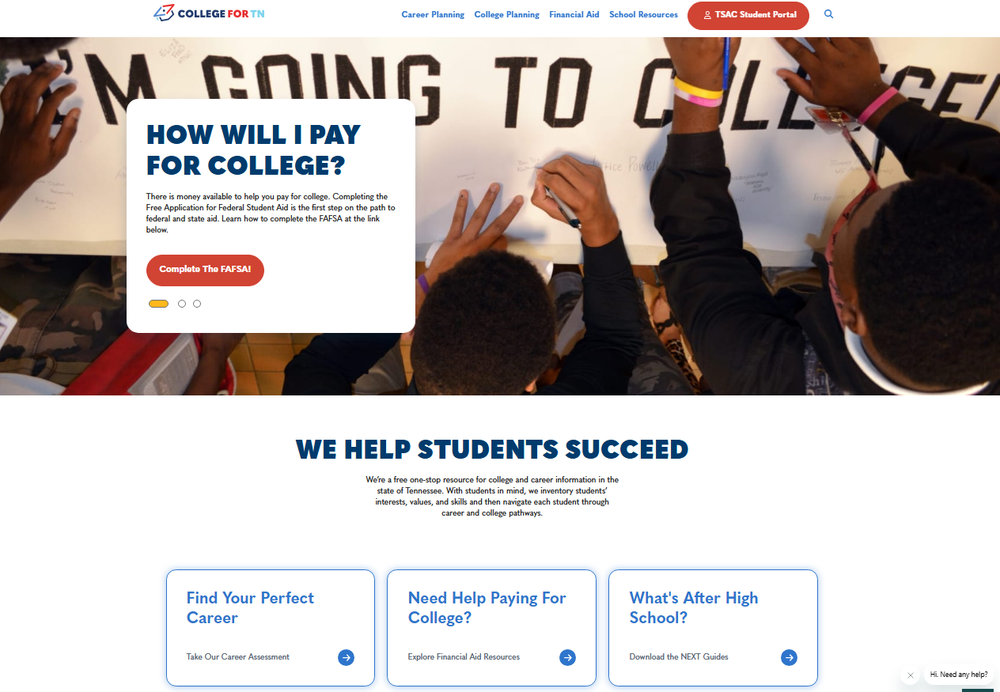 COLLEGE FOR TN
Career Planning
College Planning
Financial Aid
School Resources
TSAC Student Portal
I'M GOING TO COLLEGE!
HOW WILL I PAY
FOR COLLEGE?
There is money available to help you pay for college. Completing the
Free Application for Federal Student Aid is the first step on the path to
federal and state aid. Learn how to complete the FAFSA at the link
below.
Complete The FAFSA!
Justice Powell
WE HELP STUDENTS SUCCEED
We're a free one-stop resource for college and career information in the
state of Tennessee. With students in mind, we inventory students'
interests, values, and skills and then navigate each student through
career and college pathways.
Find Your Perfect
Career
Take Our Career Assessment
Need Help Paying For
College?
Explore Financial Aid Resources
What's After High
School?
Download the NEXT Guides
Hi. Need any help?